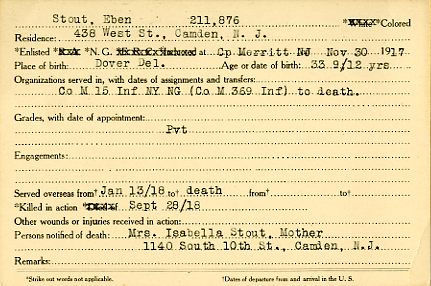 Stout, Eben 211,876 *White *Colored
Residence: 438 West St., Camden, N. J.
*Enlisted *R.A. *N.G. *E.R.C. *Inducted at Cp Merritt NJ Nov 30 1917
Place of birth: Dover Del. Age or date of birth: 33 9/12 yrs
Organizations served in, with dates of assignments and transfers:
Co M 15 Inf NY NG (Co M 369 Inf) to death.
Grades, with date of appointment:
Pvt
Engagements:
Served overseas from† Jan 13/18 to† death from† to†
*Killed in action Sept 28/18
Other wounds or injuries received in action:
Persons notified of death: Mrs. Isabella Stout, Mother
1140 South 10th St., Camden, N.J.
Remarks:
*Strike out words not applicable. †Dates of departure from and arrival in the U. S.